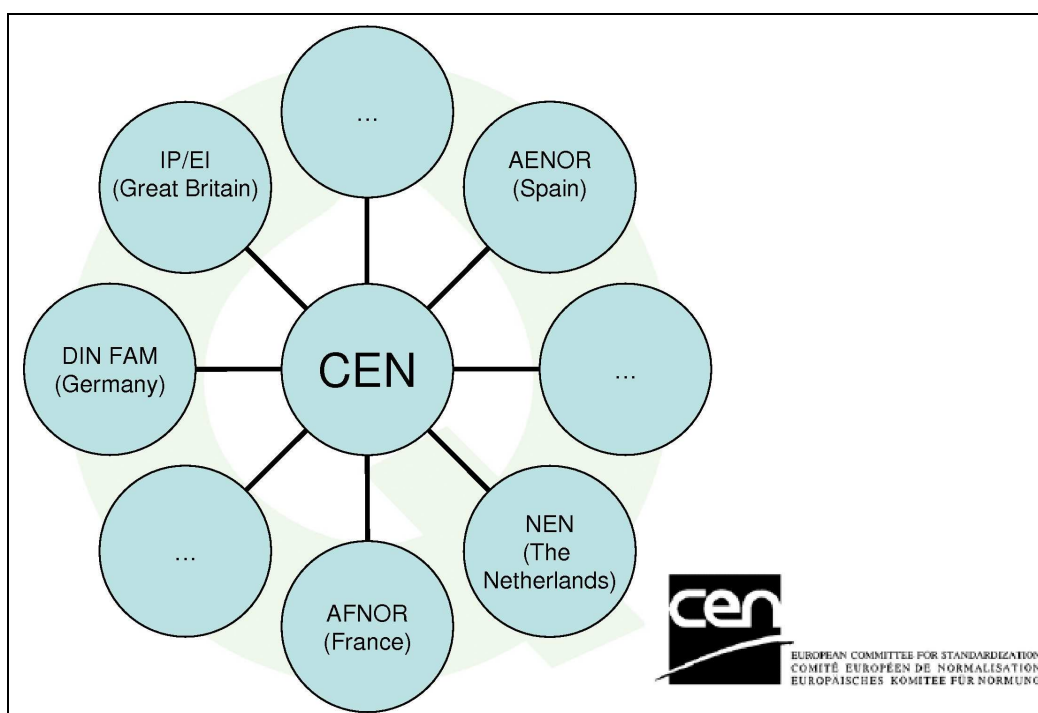 ...
IP/EI
(Great Britain)
AENOR
(Spain)
DIN FAM
(Germany)
CEN
...
...
NEN
(The
Netherlands)
AFNOR
(France)
cen
EUROPEAN COMMITTEE FOR STANDARDIZATION
COMITÉ EUROPÉEN DE NORMALISATION
EUROPÄISCHES KOMITEE FÜR NORMUNG